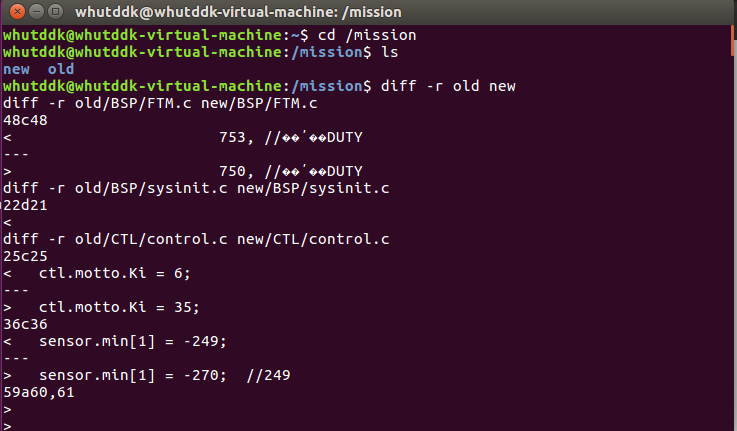 whutddk@whutddk-virtual-machine: /mission
whutddk@whutddk-virtual-machine:~$ cd /mission
whutddk@whutddk-virtual-machine:/mission$ ls
new  old
whutddk@whutddk-virtual-machine:/mission$ diff -r old new
diff -r old/BSP/FTM.c new/BSP/FTM.c
48c48
<                         753, //��ʹ��DUTY
---
>                         750, //��ʹ��DUTY
diff -r old/BSP/sysinit.c new/BSP/sysinit.c
22d21
<
diff -r old/CTL/control.c new/CTL/control.c
25c25
<   ctl.motto.Ki = 6;
---
>   ctl.motto.Ki = 35;
36c36
<   sensor.min[1] = -249;
---
>   sensor.min[1] = -270;  //249
59a60,61
>
>